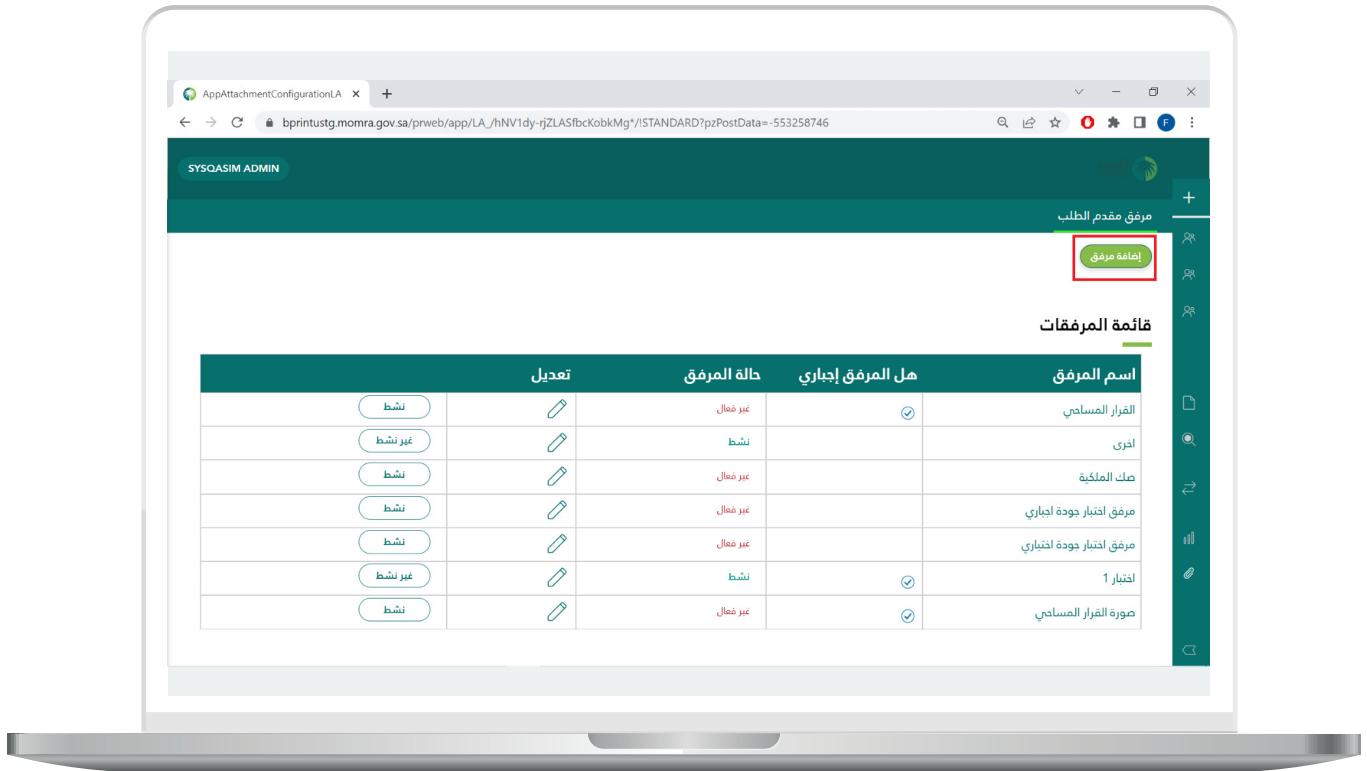 AppAttachmentConfigurationLA
bprintustg.momra.gov.sa/prweb/app/LA_/hNV1dy-rjZLASfbcKobkMg*/!STANDARD?pzPostData=-553258746
F
SYSQASIM ADMIN
مرفق مقدم الطلب
إضافة مرفق
قائمة المرفقات
اسم المرفق هل المرفق إجباري حالة المرفق تعديل
القرار المساحي غير فعال نشط
اخرى نشط غير نشط
صك الملكية غير فعال نشط
مرفق اختبار جودة اجباري غير فعال نشط
مرفق اختبار جودة اختياري غير فعال نشط
اختبار 1 نشط غير نشط
صورة القرار المساحي غير فعال نشط